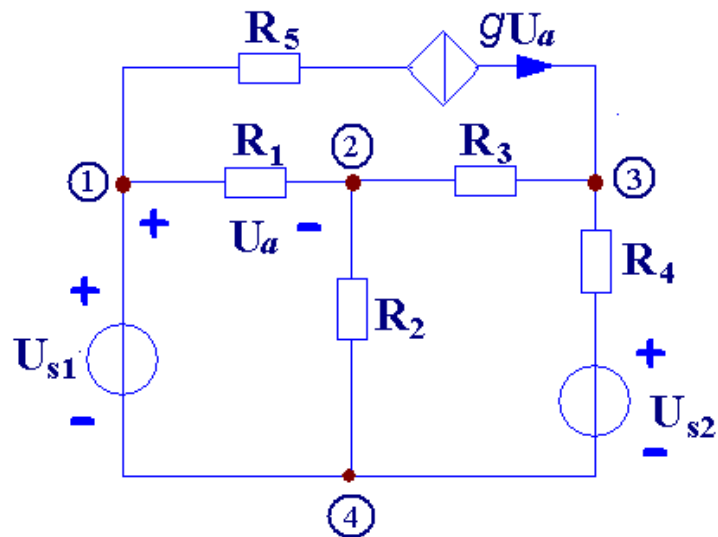 R5 gUa
R1 ② R3
① ③
+ Ua -
R4
+
R2
Us1 +
Us2
- -
④